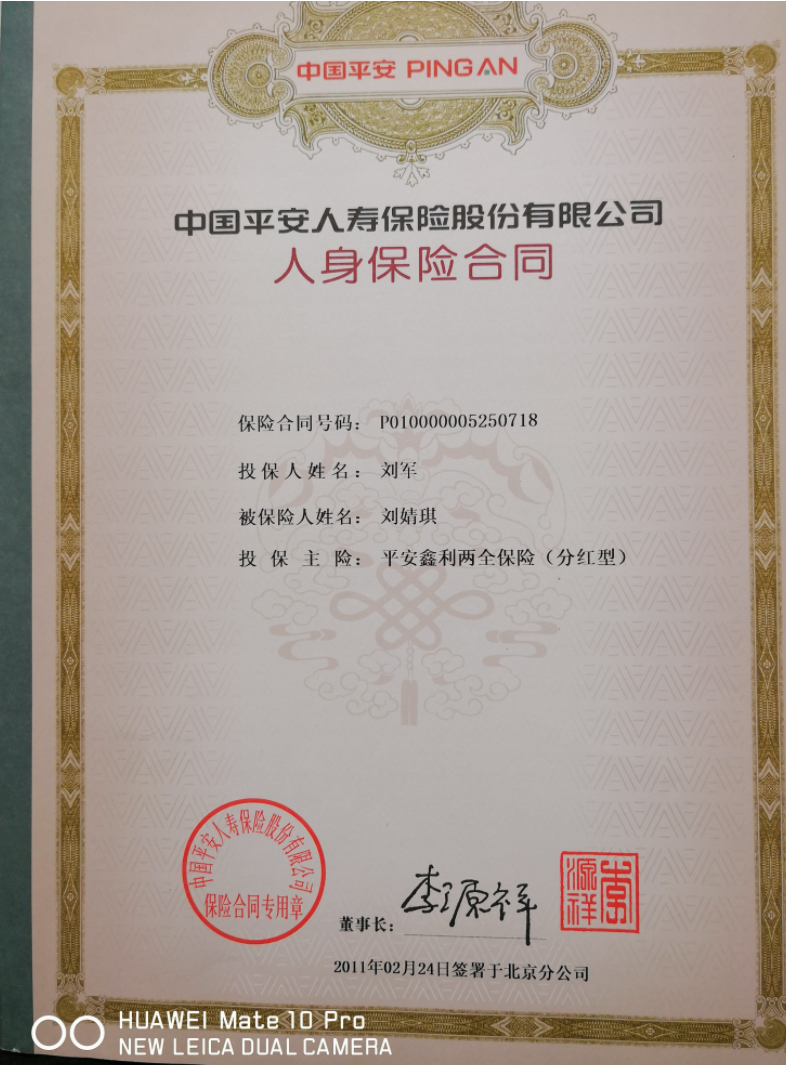 中国平安 PING AN
中国平安人寿保险股份有限公司
人身保险合同
保险合同号码： P010000005250718
投保人姓名： 刘军
被保险人姓名： 刘婧琪
投保主险： 平安鑫利两全保险（分红型）
中国平安人寿保险股份有限公司
保险合同专用章
董事长： 李源祥
李源祥
2011年02月24日签署于北京分公司
HUAWEI Mate 10 Pro
NEW LEICA DUAL CAMERA